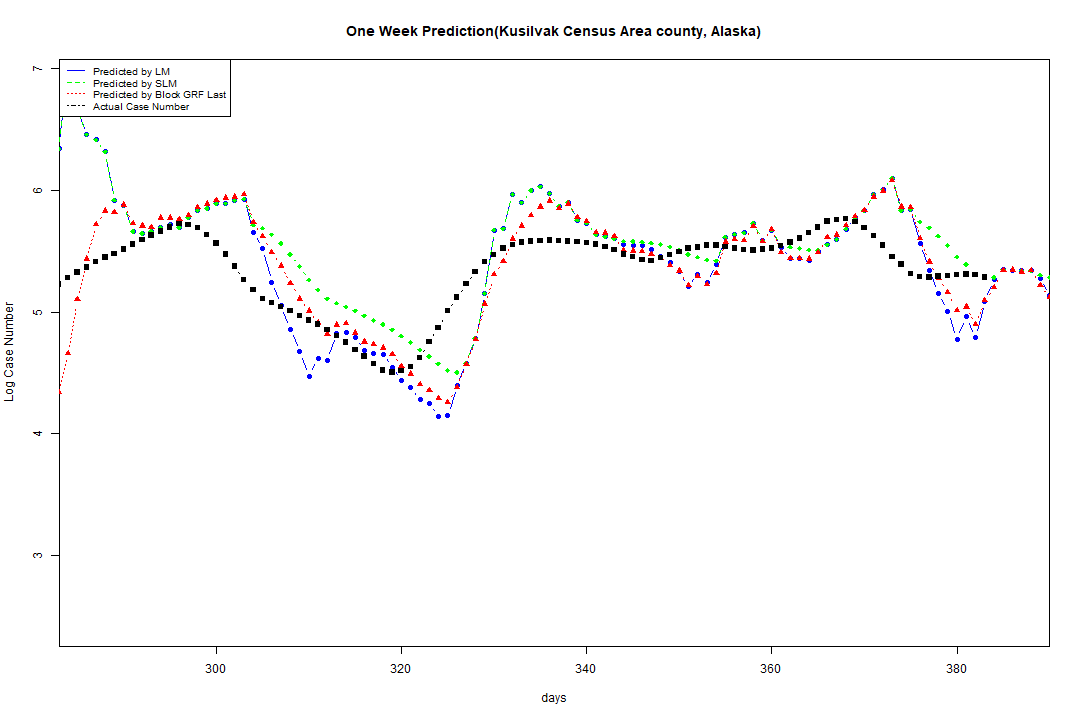 One Week Prediction(Kusilvak Census Area county, Alaska)
7
Predicted by LM
Predicted by SLM
Predicted by Block GRF Last
Actual Case Number
6
5
4
3
Log Case Number
300
320
340
360
380
days